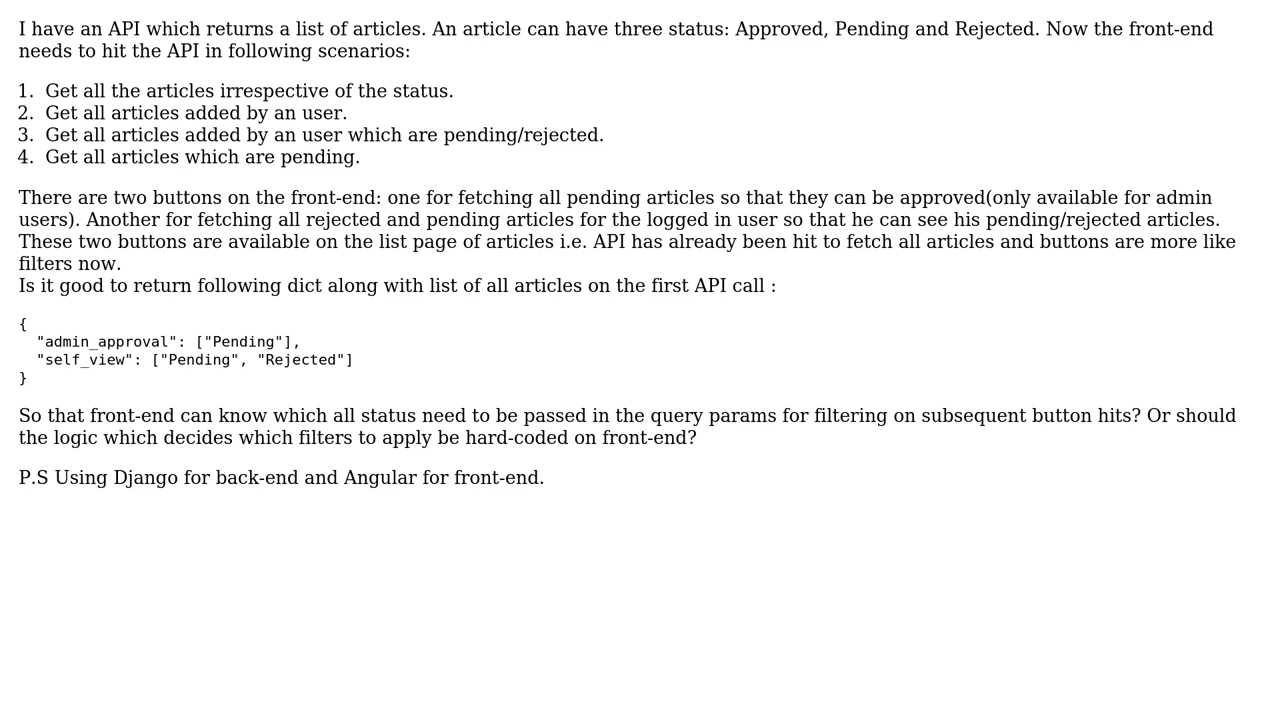 I have an API which returns a list of articles. An article can have three status: Approved, Pending and Rejected. Now the front-end
needs to hit the API in following scenarios:
1. Get all the articles irrespective of the status.
2. Get all articles added by an user.
3. Get all articles added by an user which are pending/rejected.
4. Get all articles which are pending.
There are two buttons on the front-end: one for fetching all pending articles so that they can be approved(only available for admin
users). Another for fetching all rejected and pending articles for the logged in user so that he can see his pending/rejected articles.
These two buttons are available on the list page of articles i.e. API has already been hit to fetch all articles and buttons are more like
filters now.
Is it good to return following dict along with list of all articles on the first API call :
{
  "admin_approval": ["Pending"],
  "self_view": ["Pending", "Rejected"]
}
So that front-end can know which all status need to be passed in the query params for filtering on subsequent button hits? Or should
the logic which decides which filters to apply be hard-coded on front-end?
P.S Using Django for back-end and Angular for front-end.